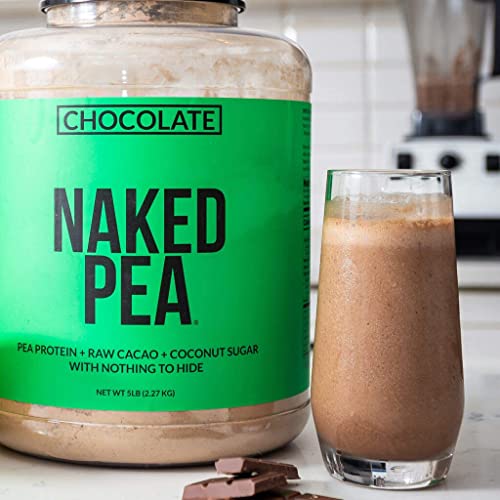 CHOCOLATE
NAKED
PEA®
PEA PROTEIN + RAW CACAO + COCONUT SUGAR
WITH NOTHING TO HIDE
NET WT 5LB (2.27 KG)